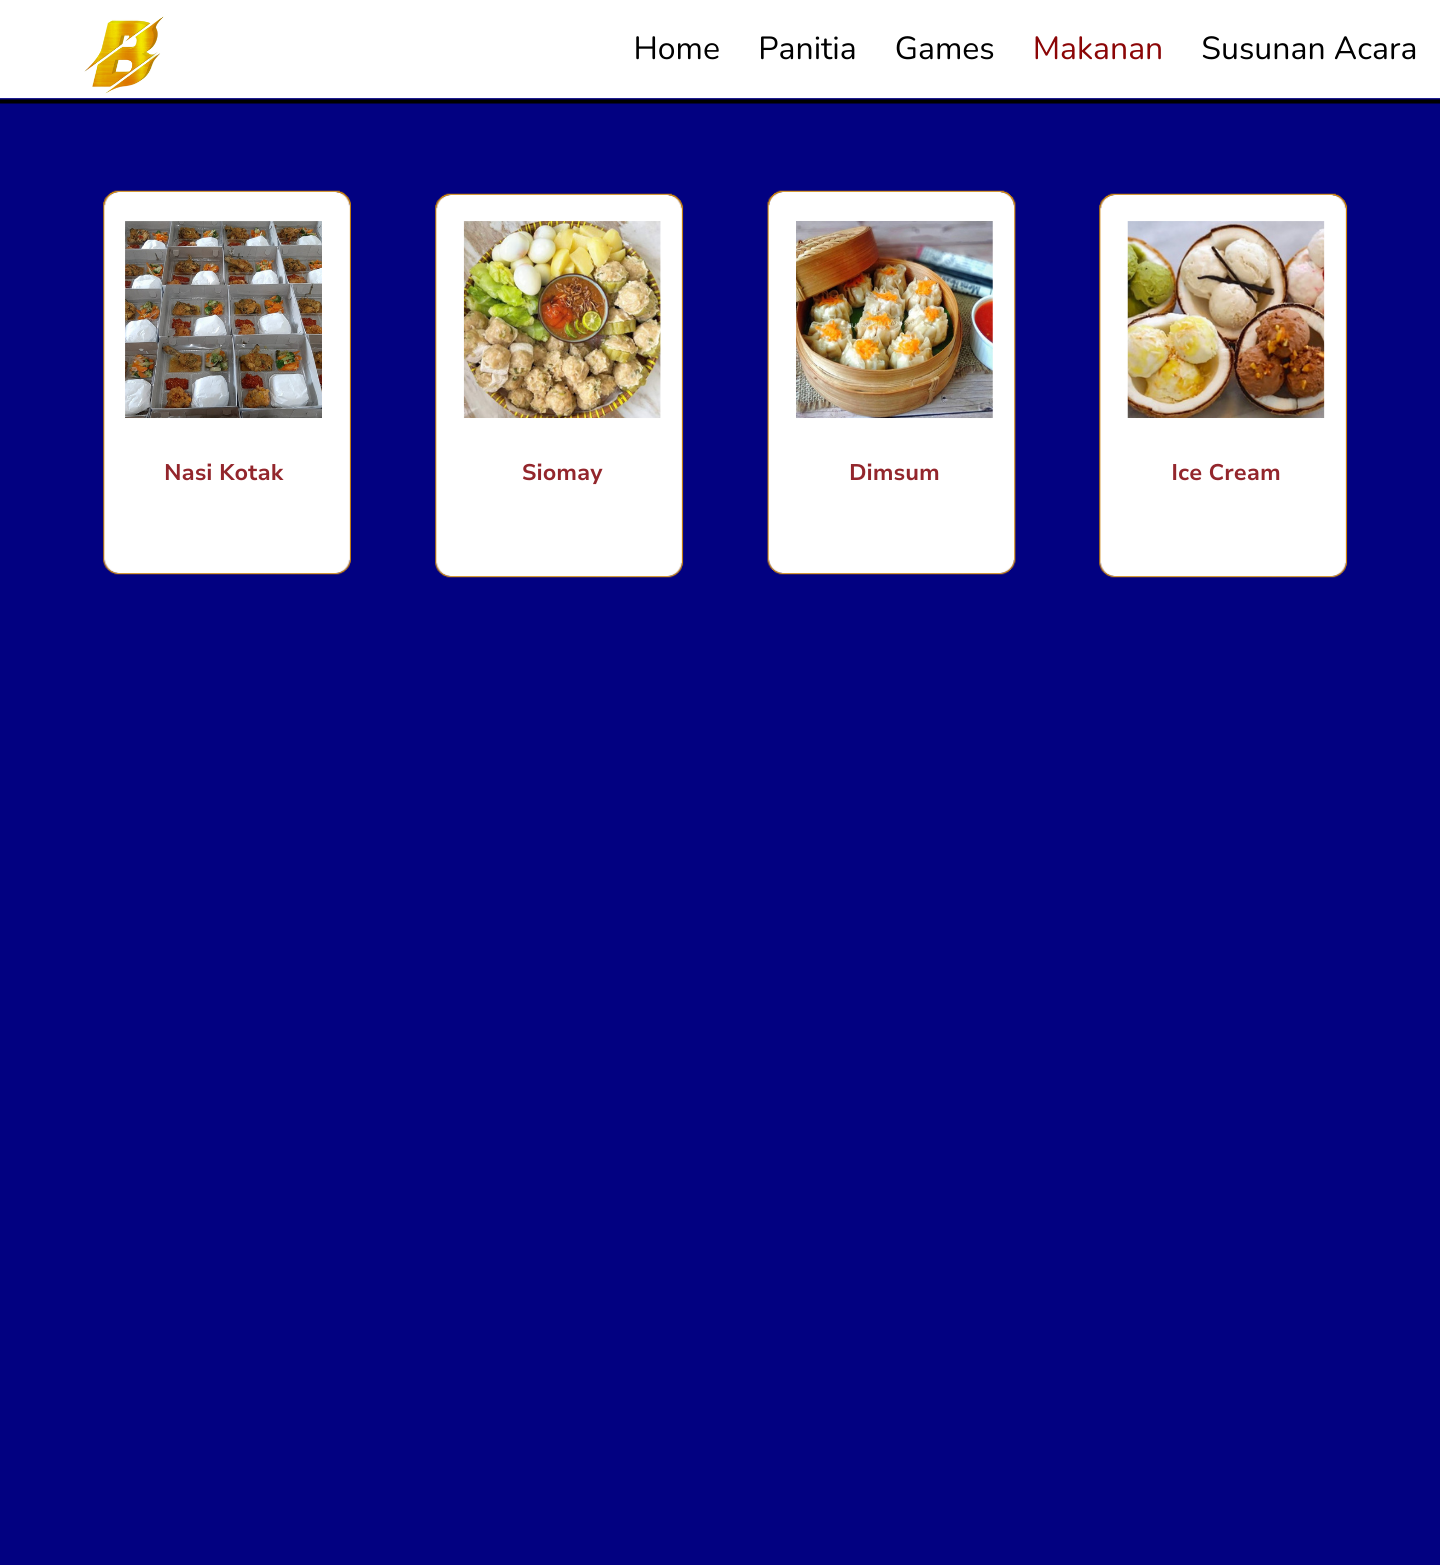 B
Home Panitia Games Makanan Susunan Acara
Nasi Kotak
Siomay
Dimsum
Ice Cream